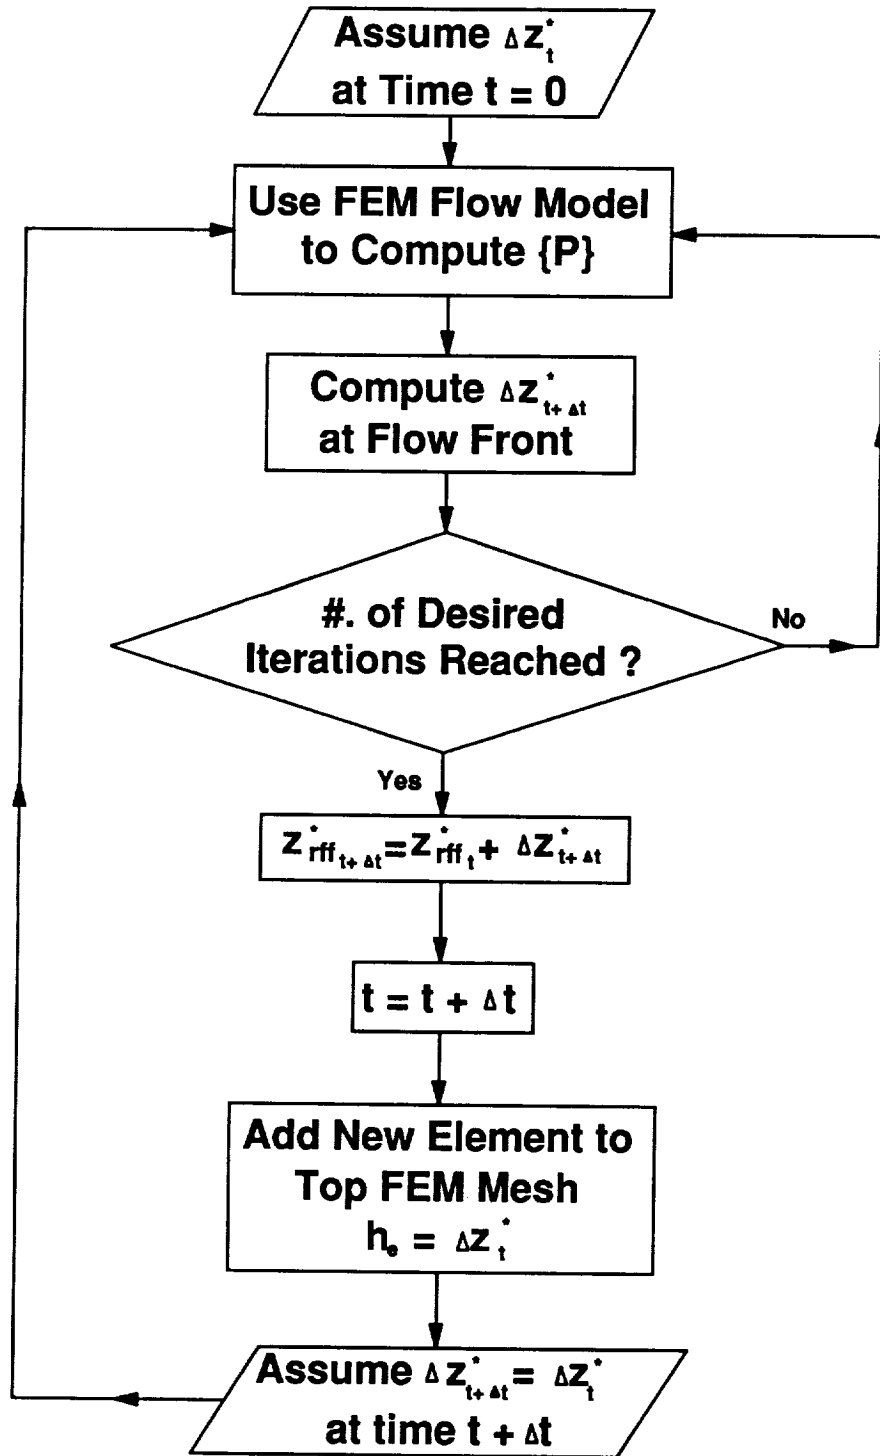 Assume Δz*t
at Time t = 0
Use FEM Flow Model
to Compute {P}
Compute Δz*t+Δt
at Flow Front
#. of Desired
Iterations Reached ?
No
Yes
z*rfft+Δt = z*rfft + Δz*t+Δt
t = t + Δt
Add New Element to
Top FEM Mesh
he = Δz*t
Assume Δz*t+Δt = Δz*t
at time t + Δt